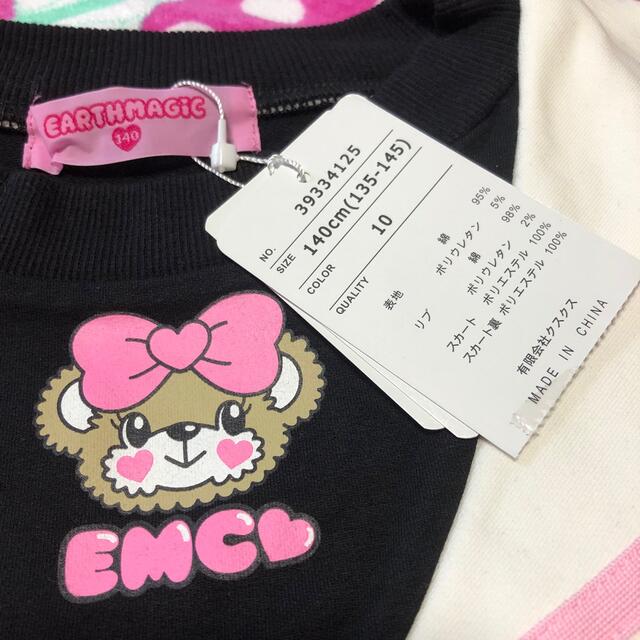 EARTHMAGIC
140
NO. 39334125
SIZE 140cm(135-145)
COLOR 10
QUALITY
表地 綿 95%
ポリウレタン 5%
リブ 綿 98%
ポリウレタン 2%
スカート ポリエステル 100%
スカート裏 ポリエステル 100%
有限会社クスクス
MADE IN CHINA
EMC